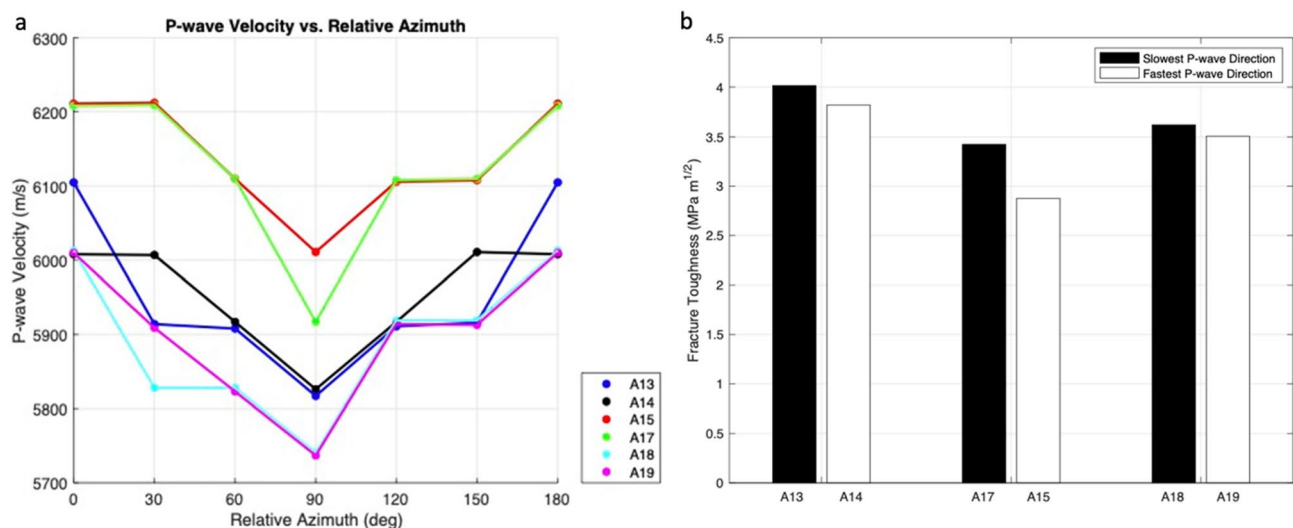 a
P-wave Velocity vs. Relative Azimuth
P-wave Velocity (m/s)
6300
6200
6100
6000
5900
5800
5700
0 30 60 90 120 150 180
Relative Azimuth (deg)
A13
A14
A15
A17
A18
A19
b
Fracture Toughness (MPa m^1/2)
4.5
4
3.5
3
2.5
2
1.5
1
0.5
0
Slowest P-wave Direction
Fastest P-wave Direction
A13 A14 A17 A15 A18 A19